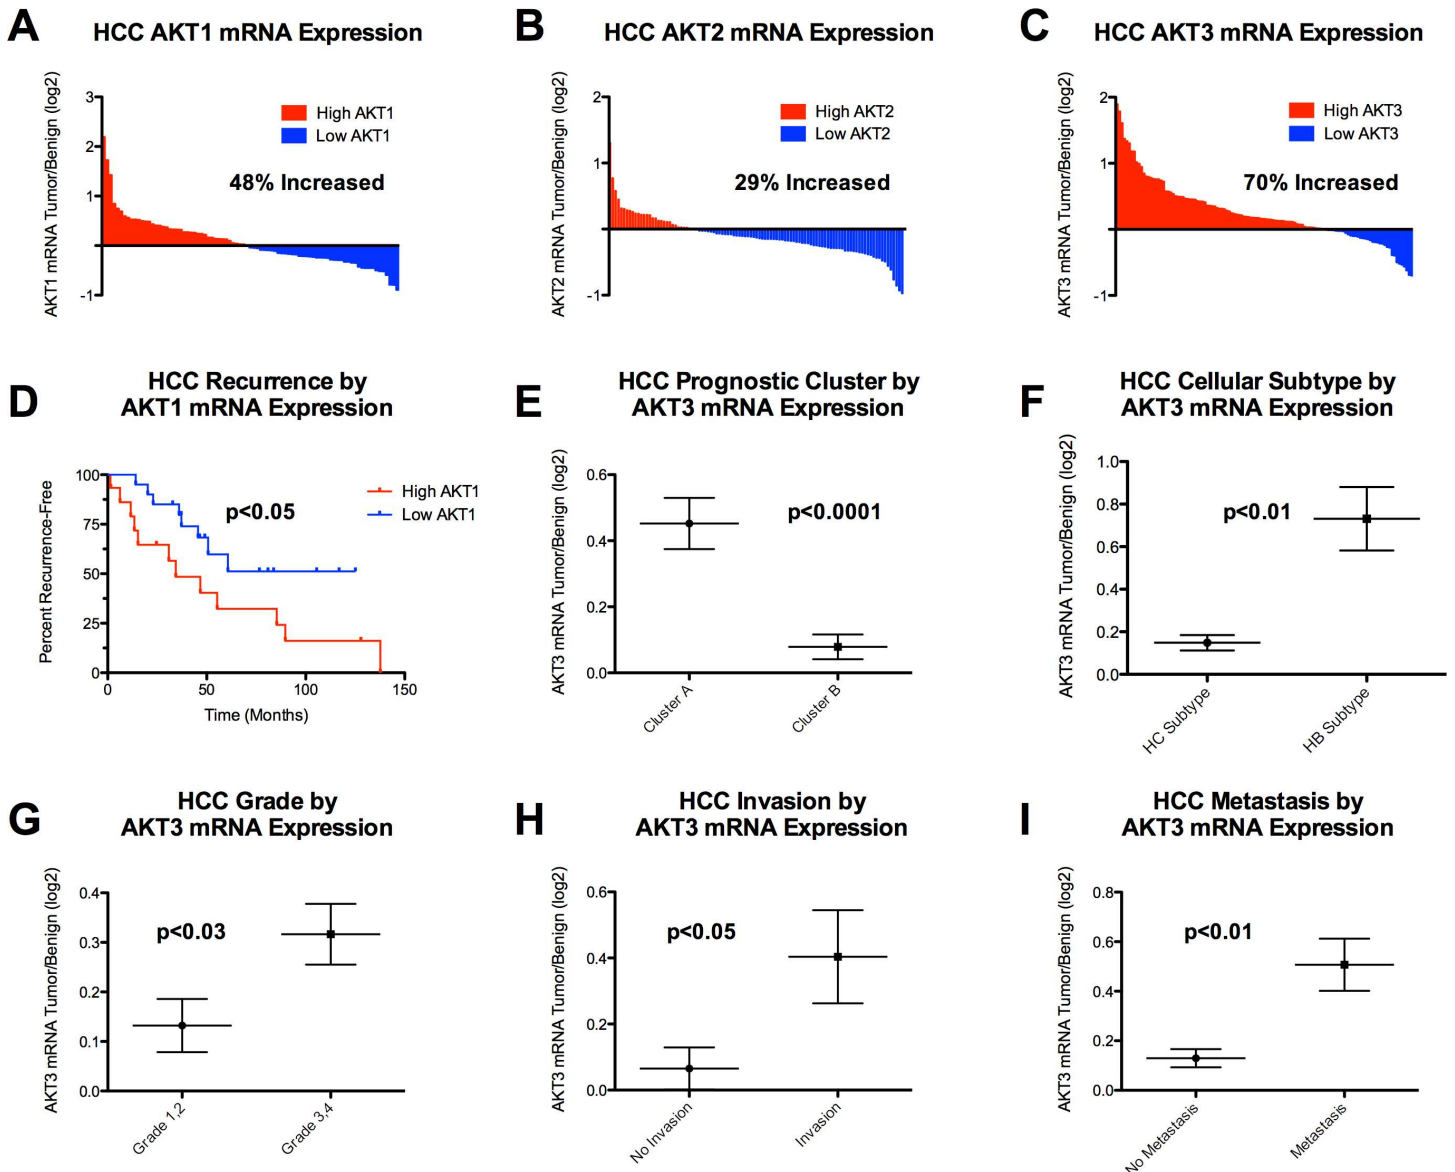 A
HCC AKT1 mRNA Expression
AKT1 mRNA Tumor/Benign (log2)
3
2
1
-1
High AKT1
Low AKT1
48% Increased
B
HCC AKT2 mRNA Expression
AKT2 mRNA Tumor/Benign (log2)
2
1
-1
High AKT2
Low AKT2
29% Increased
C
HCC AKT3 mRNA Expression
AKT3 mRNA Tumor/Benign (log2)
2
1
-1
High AKT3
Low AKT3
70% Increased
D
HCC Recurrence by
AKT1 mRNA Expression
Percent Recurrence-Free
100
75
50
25
0
p<0.05
High AKT1
Low AKT1
0 50 100 150
Time (Months)
E
HCC Prognostic Cluster by
AKT3 mRNA Expression
AKT3 mRNA Tumor/Benign (log2)
0.6
0.4
0.2
0.0
p<0.0001
Cluster A
Cluster B
F
HCC Cellular Subtype by
AKT3 mRNA Expression
AKT3 mRNA Tumor/Benign (log2)
1.0
0.8
0.6
0.4
0.2
0.0
p<0.01
HC Subtype
HB Subtype
G
HCC Grade by
AKT3 mRNA Expression
AKT3 mRNA Tumor/Benign (log2)
0.4
0.3
0.2
0.1
0.0
p<0.03
Grade 1,2
Grade 3,4
H
HCC Invasion by
AKT3 mRNA Expression
AKT3 mRNA Tumor/Benign (log2)
0.6
0.4
0.2
0.0
p<0.05
No Invasion
Invasion
I
HCC Metastasis by
AKT3 mRNA Expression
AKT3 mRNA Tumor/Benign (log2)
0.8
0.6
0.4
0.2
0.0
p<0.01
No Metastasis
Metastasis